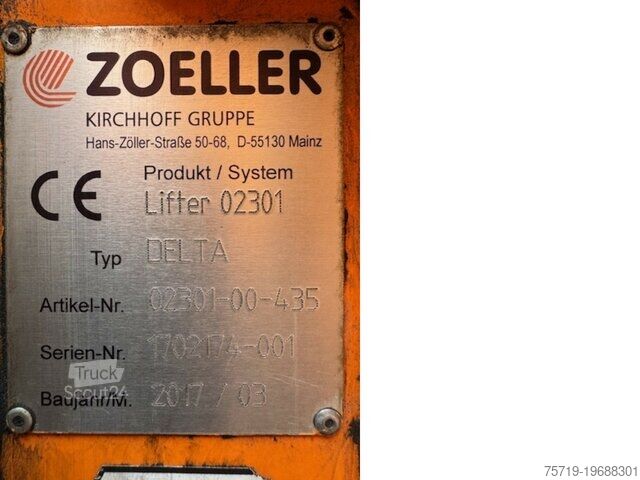 ZOELLER
KIRCHHOFF GRUPPE
Hans-Zöller-Straße 50-68, D-55130 Mainz
CE
Produkt / System
Lifter 02301
Typ DELTA
Artikel-Nr. 02301-00-435
Serien-Nr. 1702174-001
Truck
Scout24
Baujahr/M. 2017 / 03
75719-19688301